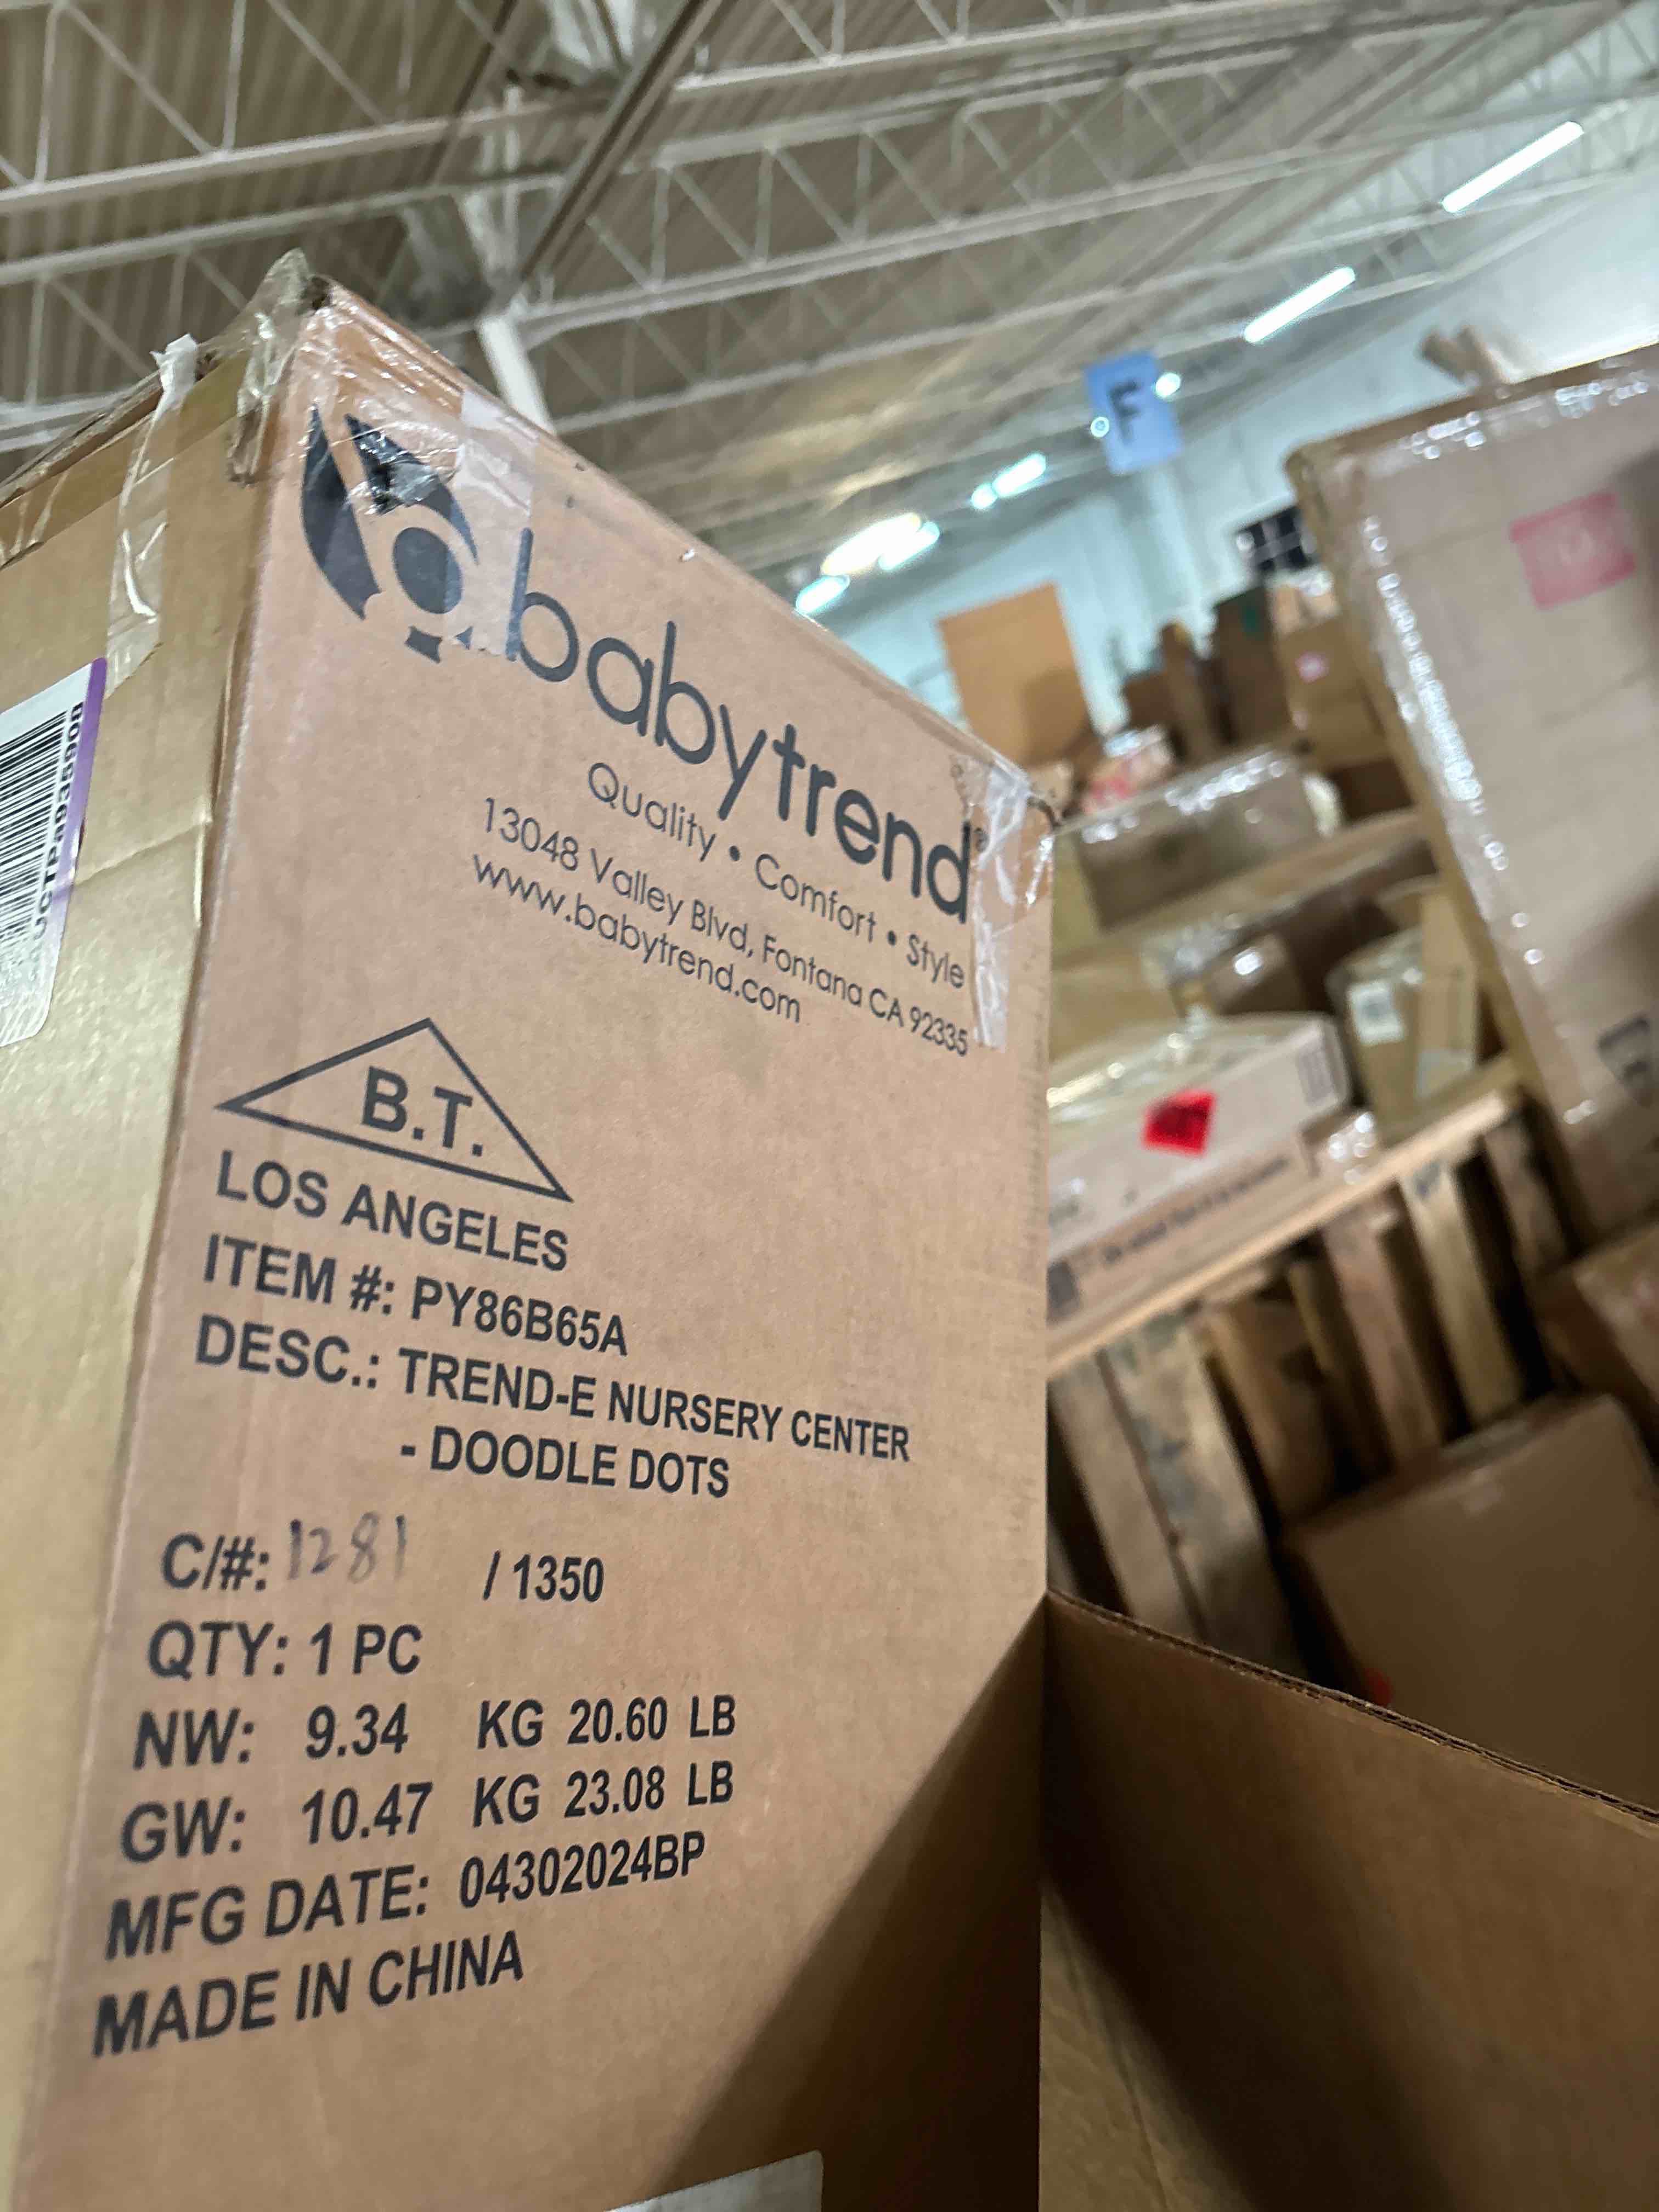 babytrend®
Quality • Comfort • Style
13048 Valley Blvd, Fontana CA 92335
www.babytrend.com
B.T.
LOS ANGELES
ITEM #: PY86B65A
DESC.: TREND-E NURSERY CENTER
- DOODLE DOTS
C/#: 1281 / 1350
QTY: 1 PC
NW: 9.34 KG 20.60 LB
GW: 10.47 KG 23.08 LB
MFG DATE: 04302024BP
MADE IN CHINA